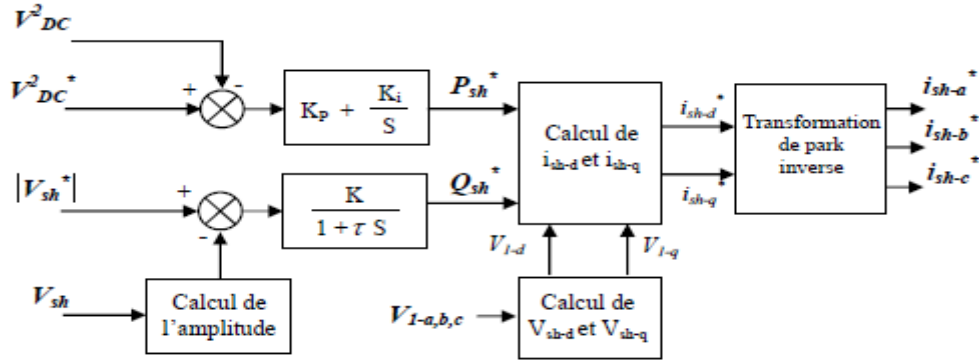 V²DC
V²DC*
+
-
KP + Ki
S
Psh*
|Vsh*|
+
-
K
1 + τ S
Qsh*
Vsh
Calcul de
l'amplitude
Calcul de
ish-d et ish-q
V1-d
V1-q
V1-a,b,c
Calcul de
Vsh-d et Vsh-q
ish-d*
ish-q*
Transformation
de park
inverse
ish-a*
ish-b*
ish-c*